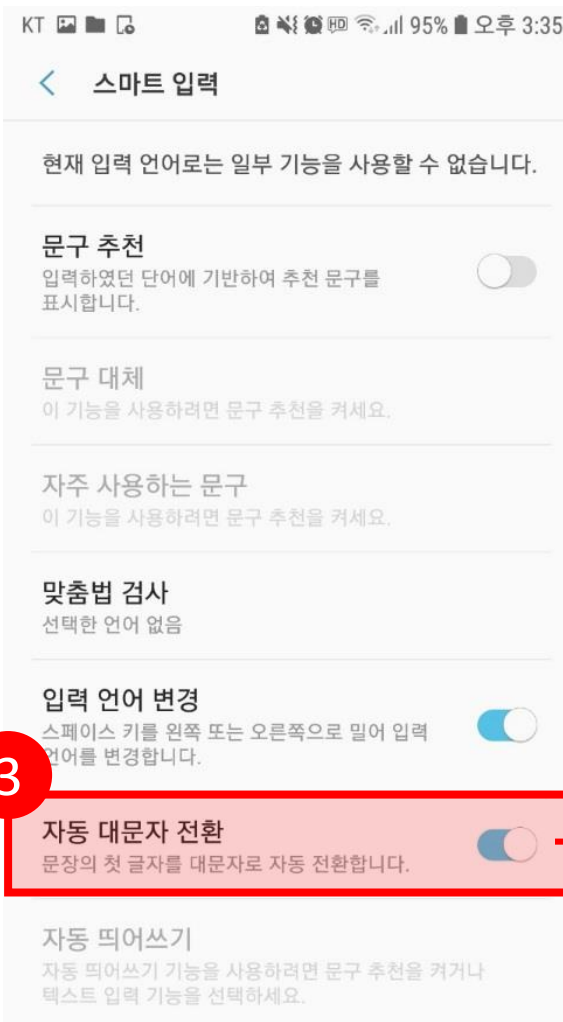 KT 95% 오후 3:35
스마트 입력
현재 입력 언어로는 일부 기능을 사용할 수 없습니다.
문구 추천
입력하였던 단어에 기반하여 추천 문구를
표시합니다.
문구 대체
이 기능을 사용하려면 문구 추천을 켜세요.
자주 사용하는 문구
이 기능을 사용하려면 문구 추천을 켜세요.
맞춤법 검사
선택한 언어 없음
입력 언어 변경
스페이스 키를 왼쪽 또는 오른쪽으로 밀어 입력
언어를 변경합니다.
3
자동 대문자 전환
문장의 첫 글자를 대문자로 자동 전환합니다.
자동 띄어쓰기
자동 띄어쓰기 기능을 사용하려면 문구 추천을 켜거나
텍스트 입력 기능을 선택하세요.